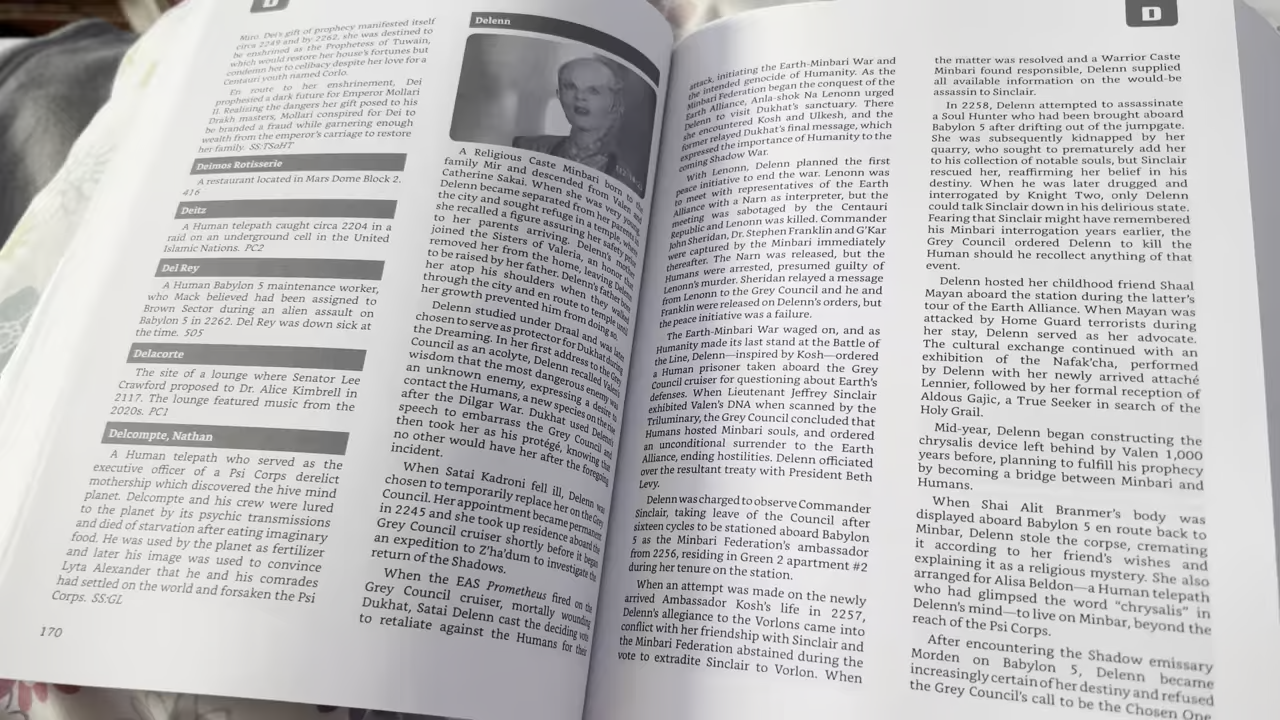 D
Miro. Dei's gift of prophecy manifested itself
circa 2249 and by 2262, she was destined to
be enshrined as the Prophetess of Tuwain,
which would restore her house's fortunes but
condemn her to celibacy despite her love for a
Centauri youth named Corlo.
En route to her enshrinement, Dei
prophesied a dark future for Emperor Mollari
II. Realizing the dangers her gift posed to his
Drakh masters, Mollari conspired for Dei to
be branded a fraud while garnering enough
wealth from the emperor's carriage to restore
her family. SS:TSoHT
Deimos Rotisserie
A restaurant located in Mars Dome Block 2.
416
Deitz
A Human telepath caught circa 2204 in a
raid on an underground cell in the United
Islamic Nations. PC2
Del Rey
A Human Babylon 5 maintenance worker,
who Mack believed had been assigned to
Brown Sector during an alien assault on
Babylon 5 in 2262. Del Rey was down sick at
the time. 505
Delacorte
The site of a lounge where Senator Lee
Crawford proposed to Dr. Alice Kimbrell in
2117. The lounge featured music from the
2020s. PC1
Delcompte, Nathan
A Human telepath who served as the
executive officer of a Psi Corps derelict
mothership which discovered the hive mind
planet. Delcompte and his crew were lured
to the planet by its psychic transmissions
and died of starvation after eating imaginary
food. He was used by the planet as fertilizer
and later his image was used to convince
Lyta Alexander that he and his comrades
had settled on the world and forsaken the Psi
Corps. SS:GL
170
Delenn
A Religious Caste Minbari born to the
family Mir and descended from Valen and
Catherine Sakai. When she was very young,
Delenn became separated from her parents in
the city and sought refuge in a temple, where
she recalled a figure assuring her safety prior
to her parents arriving. Delenn's mother
joined the Sisters of Valeria, an honor that
removed her from the home, leaving Delenn
to be raised by her father. Delenn's father bore
her atop his shoulders when they walked
through the city and en route to temple until
her growth prevented him from doing so.
Delenn studied under Draal and was later
chosen to serve as protector for Dukhat during
the Dreaming. In her first address to the Grey
Council as an acolyte, Delenn recalled Valen's
wisdom that the most dangerous enemy was
an unknown enemy, expressing a desire to
contact the Humans, a new species on the rise
after the Dilgar War. Dukhat used Delenn's
speech to embarrass the Grey Council and
then took her as his protégé, knowing that
no other would have her after the foregoing
incident.
When Satai Kadroni fell ill, Delenn was
chosen to temporarily replace her on the Grey
Council. Her appointment became permanent
in 2245 and she took up residence aboard the
Grey Council cruiser shortly before it began
an expedition to Z'ha'dum to investigate the
return of the Shadows.
When the EAS Prometheus fired on the
Grey Council cruiser, mortally wounding
Dukhat, Satai Delenn cast the deciding vote
to retaliate against the Humans for their
D
attack, initiating the Earth-Minbari War and
the intended genocide of Humanity. As the
Minbari Federation began the conquest of the
Earth Alliance, Anla-shok Na Lenonn urged
Delenn to visit Dukhat's sanctuary. There
she encountered Kosh and Ulkesh, and the
former relayed Dukhat's final message, which
expressed the importance of Humanity to the
coming Shadow War.
With Lenonn, Delenn planned the first
peace initiative to end the war. Lenonn was
to meet with representatives of the Earth
Alliance with a Narn as interpreter, but the
meeting was sabotaged by the Centauri
Republic and Lenonn was killed. Commander
John Sheridan, Dr. Stephen Franklin and G'Kar
were captured by the Minbari immediately
thereafter. The Narn was released, but the
Humans were arrested, presumed guilty of
Lenonn's murder. Sheridan relayed a message
from Lenonn to the Grey Council and he and
Franklin were released on Delenn's orders, but
the peace initiative was a failure.
The Earth-Minbari War waged on, and as
Humanity made its last stand at the Battle of
the Line, Delenn—inspired by Kosh—ordered
a Human prisoner taken aboard the Grey
Council cruiser for questioning about Earth's
defenses. When Lieutenant Jeffrey Sinclair
exhibited Valen's DNA when scanned by the
Triluminary, the Grey Council concluded that
Humans hosted Minbari souls, and ordered
an unconditional surrender to the Earth
Alliance, ending hostilities. Delenn officiated
over the resultant treaty with President Beth
Levy.
Delenn was charged to observe Commander
Sinclair, taking leave of the Council after
sixteen cycles to be stationed aboard Babylon
5 as the Minbari Federation's ambassador
from 2256, residing in Green 2 apartment #2
during her tenure on the station.
When an attempt was made on the newly
arrived Ambassador Kosh's life in 2257,
Delenn's allegiance to the Vorlons came into
conflict with her friendship with Sinclair and
the Minbari Federation abstained during the
vote to extradite Sinclair to Vorlon. When
the matter was resolved and a Warrior Caste
Minbari found responsible, Delenn supplied
all available information on the would-be
assassin to Sinclair.
In 2258, Delenn attempted to assassinate
a Soul Hunter who had been brought aboard
Babylon 5 after drifting out of the jumpgate.
She was subsequently kidnapped by her
quarry, who sought to prematurely add her
to his collection of notable souls, but Sinclair
rescued her, reaffirming her belief in his
destiny. When he was later drugged and
interrogated by Knight Two, only Delenn
could talk Sinclair down in his delirious state.
Fearing that Sinclair might have remembered
his Minbari interrogation years earlier, the
Grey Council ordered Delenn to kill the
Human should he recollect anything of that
event.
Delenn hosted her childhood friend Shaal
Mayan aboard the station during the latter's
tour of the Earth Alliance. When Mayan was
attacked by Home Guard terrorists during
her stay, Delenn served as her advocate.
The cultural exchange continued with an
exhibition of the Nafak'cha, performed
by Delenn with her newly arrived attaché
Lennier, followed by her formal reception of
Aldous Gajic, a True Seeker in search of the
Holy Grail.
Mid-year, Delenn began constructing the
chrysalis device left behind by Valen 1,000
years before, planning to fulfill his prophecy
by becoming a bridge between Minbari and
Humans.
When Shai Alit Branmer's body was
displayed aboard Babylon 5 en route back to
Minbar, Delenn stole the corpse, cremating
it according to her friend's wishes and
explaining it as a religious mystery. She also
arranged for Alisa Beldon—a Human telepath
who had glimpsed the word "chrysalis" in
Delenn's mind—to live on Minbar, beyond the
reach of the Psi Corps.
After encountering the Shadow emissary
Morden on Babylon 5, Delenn became
increasingly certain of her destiny and refused
the Grey Council's call to be the Chosen One